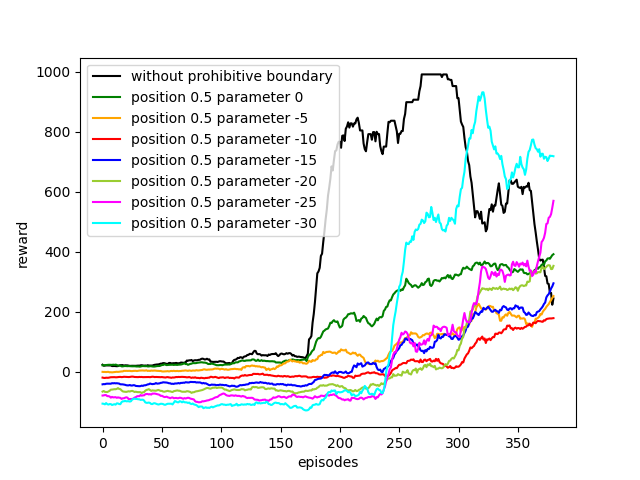 1000
800
600
400
200
0
reward
without prohibitive boundary
position 0.5 parameter 0
position 0.5 parameter -5
position 0.5 parameter -10
position 0.5 parameter -15
position 0.5 parameter -20
position 0.5 parameter -25
position 0.5 parameter -30
0 50 100 150 200 250 300 350
episodes